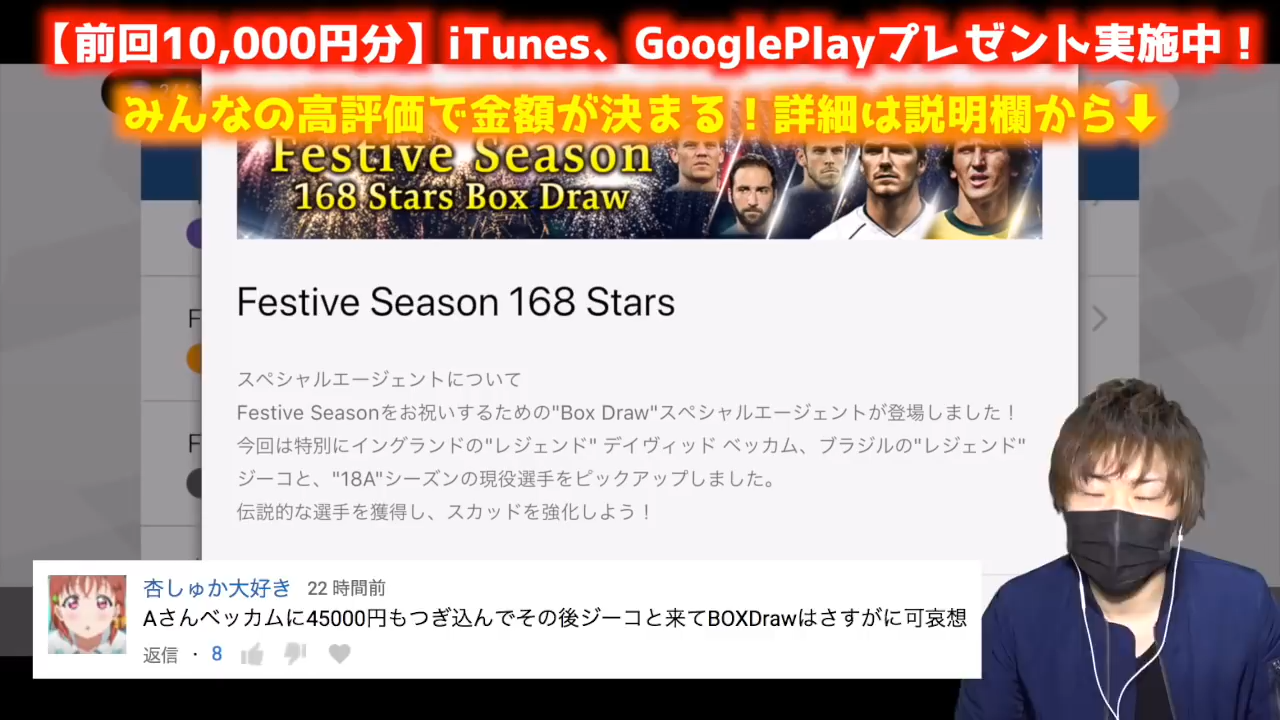 【前回10,000円分】iTunes、GooglePlayプレゼント実施中！
みんなの高評価で金額が決まる！詳細は説明欄から⬇
Festive Season
168 Stars Box Draw
Festive Season 168 Stars
スペシャルエージェントについて
Festive Seasonをお祝いするための"Box Draw"スペシャルエージェントが登場しました！
今回は特別にイングランドの"レジェンド" デイヴィッド ベッカム、ブラジルの"レジェンド"
ジーコと、"18A"シーズンの現役選手をピックアップしました。
伝説的な選手を獲得し、スカッドを強化しよう！
F
F
杏しゅか大好き 22 時間前
Aさんベッカムに45000円もつぎ込んでその後ジーコと来てBOXDrawはさすがに可哀想
返信 · 8